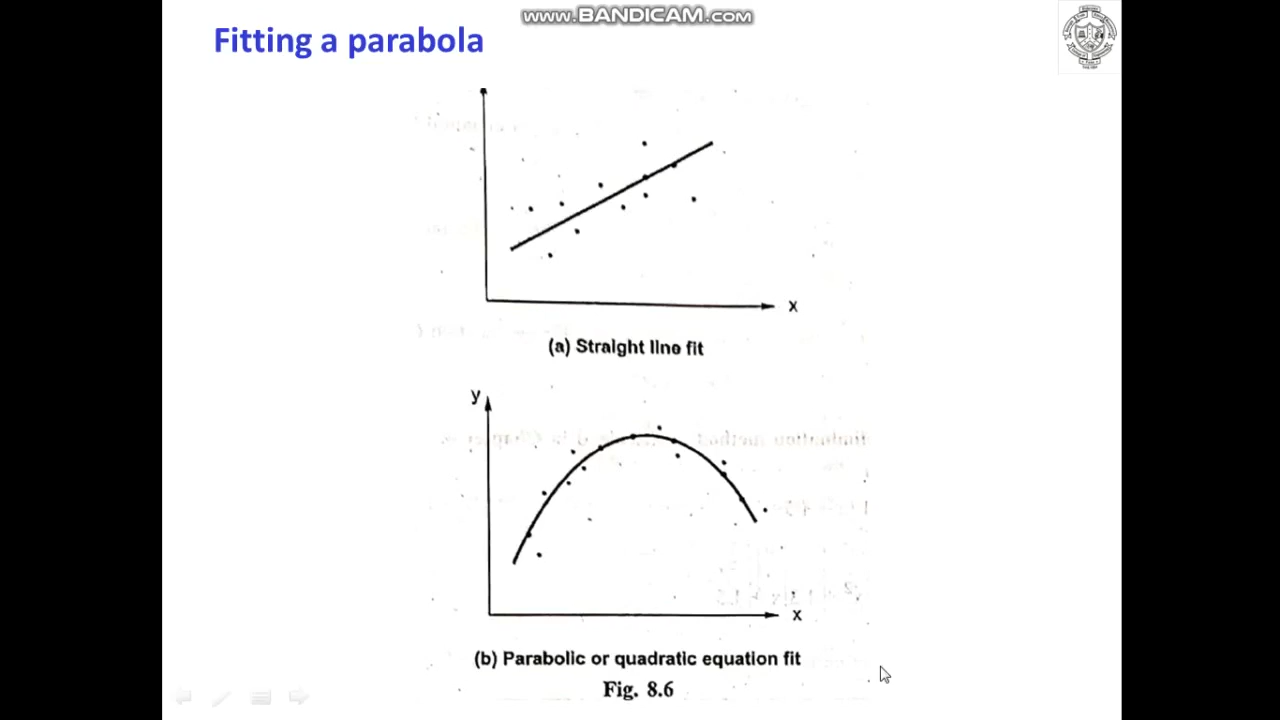 www.BANDICAM.com
Fitting a parabola
x
(a) Straight line fit
y
x
(b) Parabolic or quadratic equation fit
Fig. 8.6